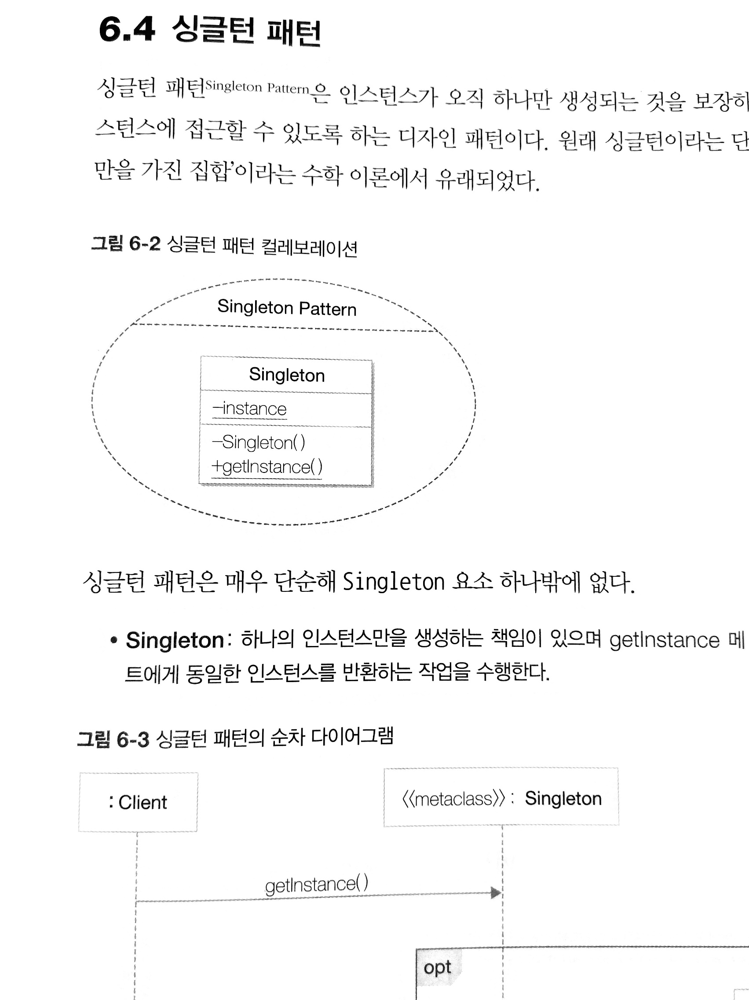 6.4 싱글턴 패턴
싱글턴 패턴Singleton Pattern은 인스턴스가 오직 하나만 생성되는 것을 보장하
스턴스에 접근할 수 있도록 하는 디자인 패턴이다. 원래 싱글턴이라는 단
만을 가진 집합’이라는 수학 이론에서 유래되었다.
그림 6-2 싱글턴 패턴 컬레보레이션
Singleton Pattern
Singleton
–instance
–Singleton()
+getInstance()
싱글턴 패턴은 매우 단순해 Singleton 요소 하나밖에 없다.
• Singleton: 하나의 인스턴스만을 생성하는 책임이 있으며 getInstance 메
트에게 동일한 인스턴스를 반환하는 작업을 수행한다.
그림 6-3 싱글턴 패턴의 순차 다이어그램
: Client
〈〈metaclass〉〉: Singleton
getInstance()
opt